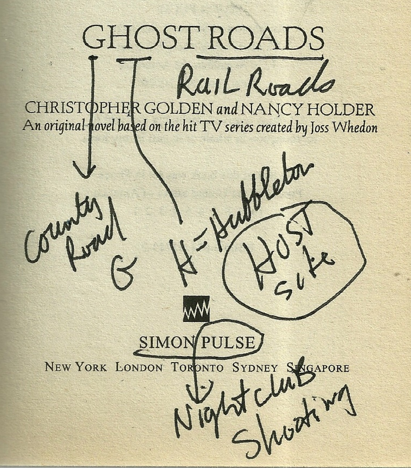 GHOST ROADS
Rail Roads
CHRISTOPHER GOLDEN and NANCY HOLDER
An original novel based on the hit TV series created by Joss Whedon
County
Road
G
H = Hubbleton
HOST
Site
SIMON PULSE
NEW YORK LONDON TORONTO SYDNEY SINGAPORE
Nightclub
Shooting